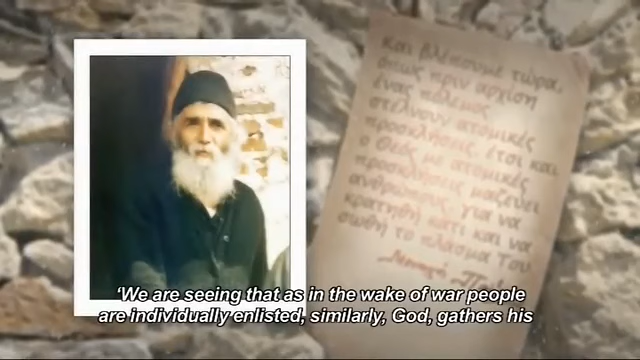 και βλέπουμε τώρα,
όπως πριν αρχίση
ένας πόλεμος
στέλνουν ατομικές
προσκλήσεις, έτσι και
ο Θεός με ατομικές
προσκλήσεις μαζεύει
ανθρώπους, για να
κρατηθή κάτι και να
σωθή το πλάσμα Του
‘We are seeing that as in the wake of war people
are individually enlisted, similarly, God, gathers his